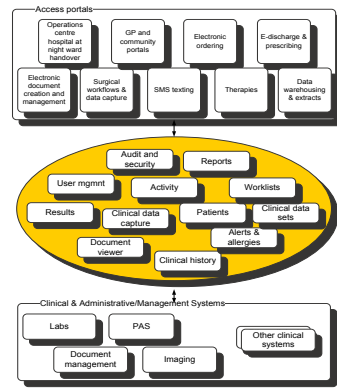 Access portals
Operations
centre
hospital at
night ward
handover
GP and
community
portals
Electronic
ordering
E-discharge &
prescribing
Electronic
document
creation and
management
Surgical
workflows &
data capture
SMS texting
Therapies
Data
warehousing
& extracts
Audit and
security
Reports
User mgmnt
Activity
Worklists
Results
Clinical data
capture
Patients
Clinical data
sets
Document
viewer
Alerts &
allergies
Clinical history
Clinical & Administrative/Management Systems
Labs
PAS
Other clinical
systems
Document
management
Imaging